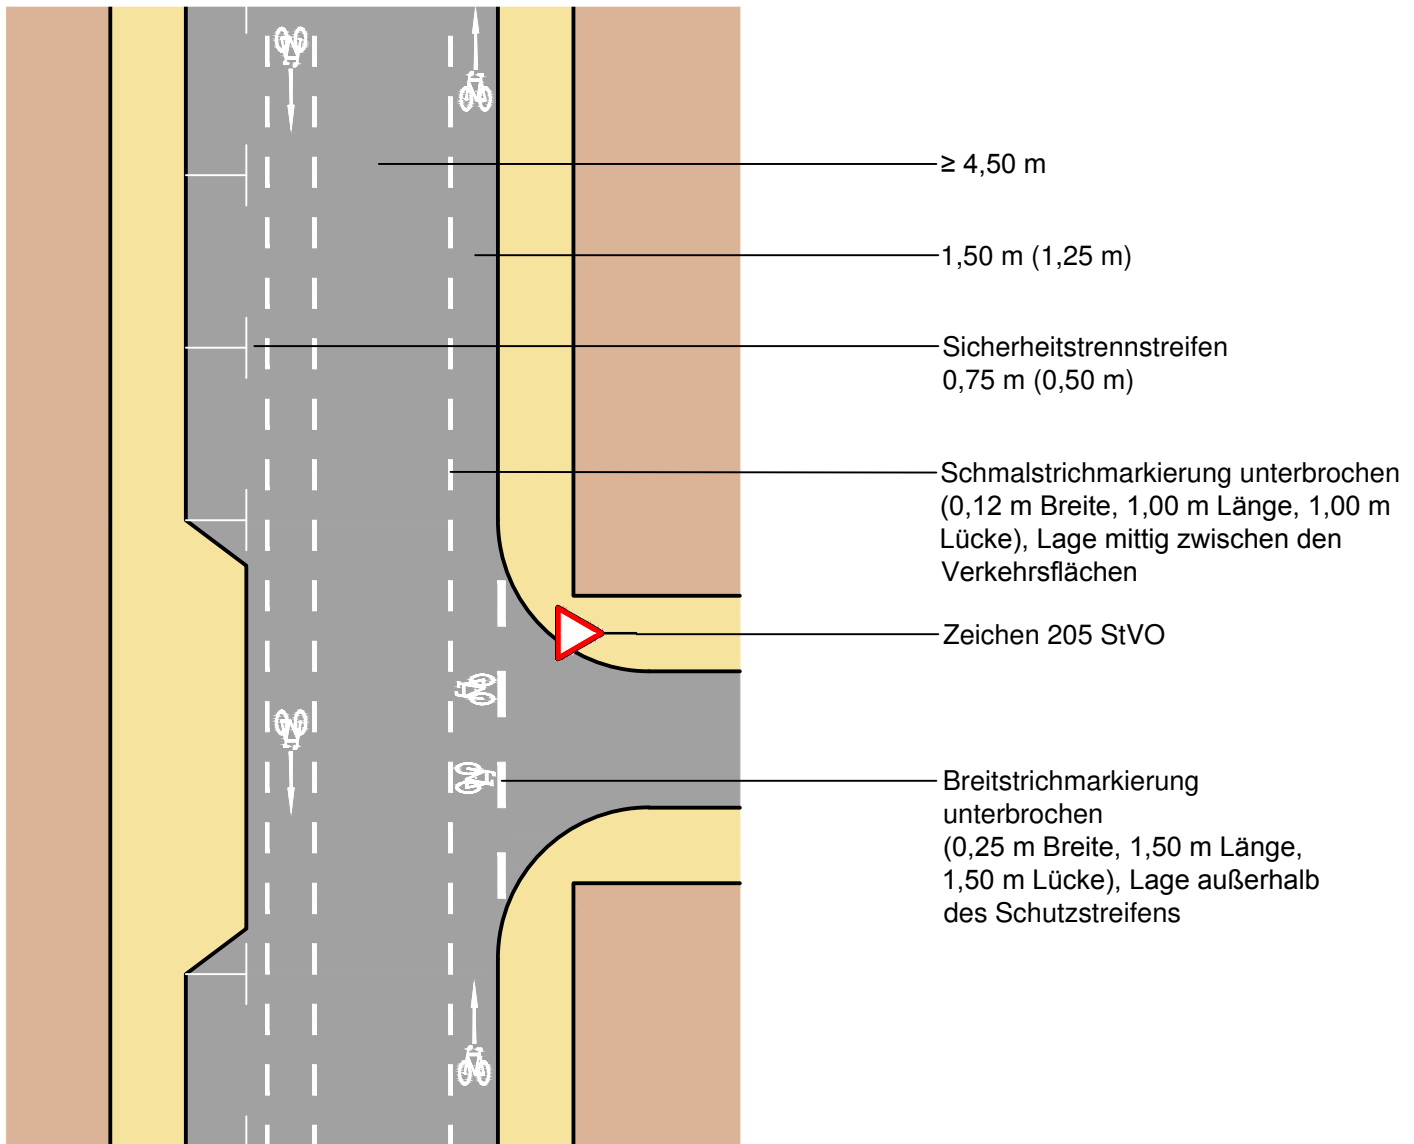 ≥ 4,50 m
1,50 m (1,25 m)
Sicherheitstrennstreifen
0,75 m (0,50 m)
Schmalstrichmarkierung unterbrochen
(0,12 m Breite, 1,00 m Länge, 1,00 m
Lücke), Lage mittig zwischen den
Verkehrsflächen
Zeichen 205 StVO
Breitstrichmarkierung
unterbrochen
(0,25 m Breite, 1,50 m Länge,
1,50 m Lücke), Lage außerhalb
des Schutzstreifens